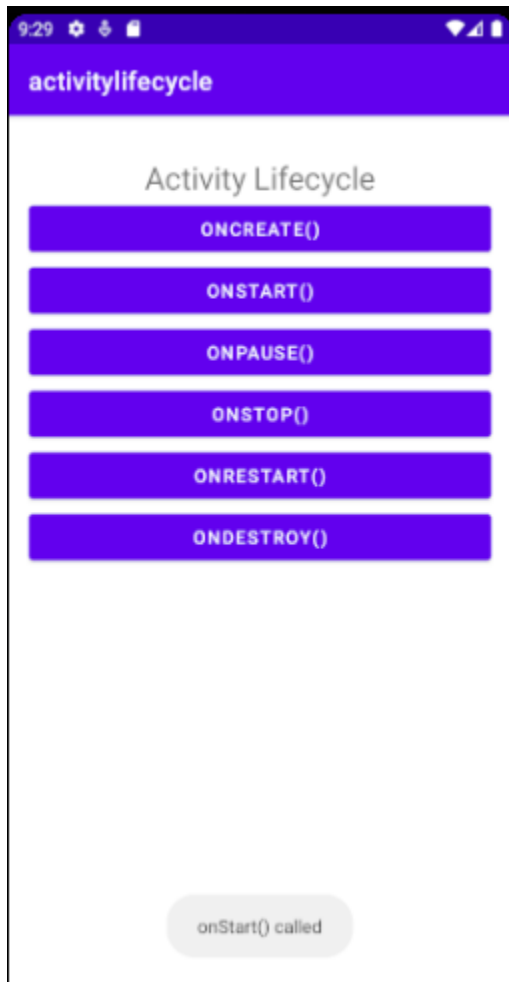 9:29
activitylifecycle
Activity Lifecycle
ONCREATE()
ONSTART()
ONPAUSE()
ONSTOP()
ONRESTART()
ONDESTROY()
onStart() called